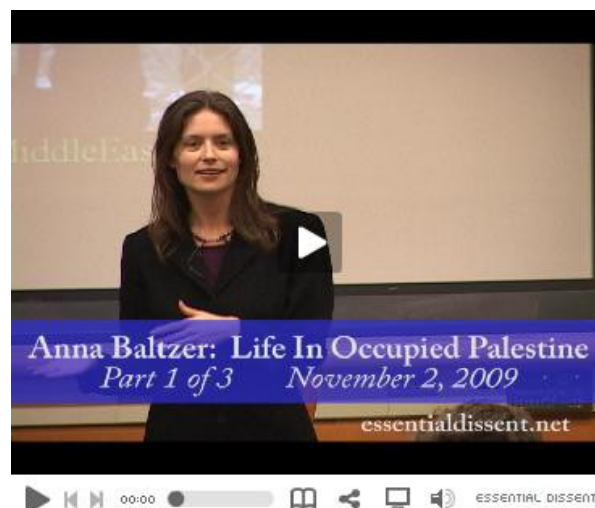 MiddleEas
Anna Baltzer: Life In Occupied Palestine
Part 1 of 3 November 2, 2009
essentialdissent.net
00:00
ESSENTIAL DISSENT